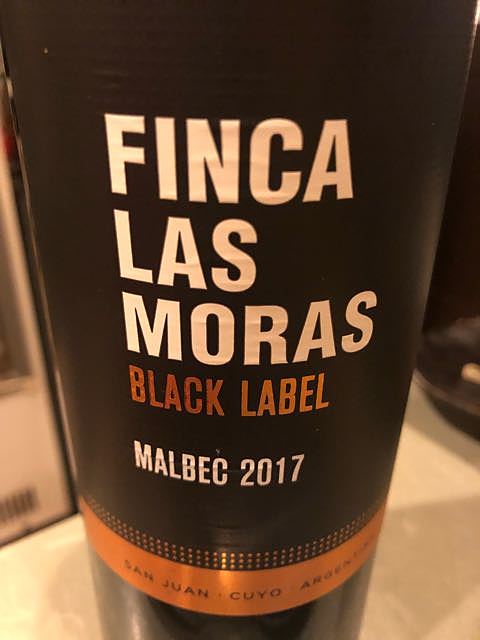 FINCA
LAS
MORAS
BLACK LABEL
MALBEC 2017
SAN JUAN · CUYO · ARGENTINA